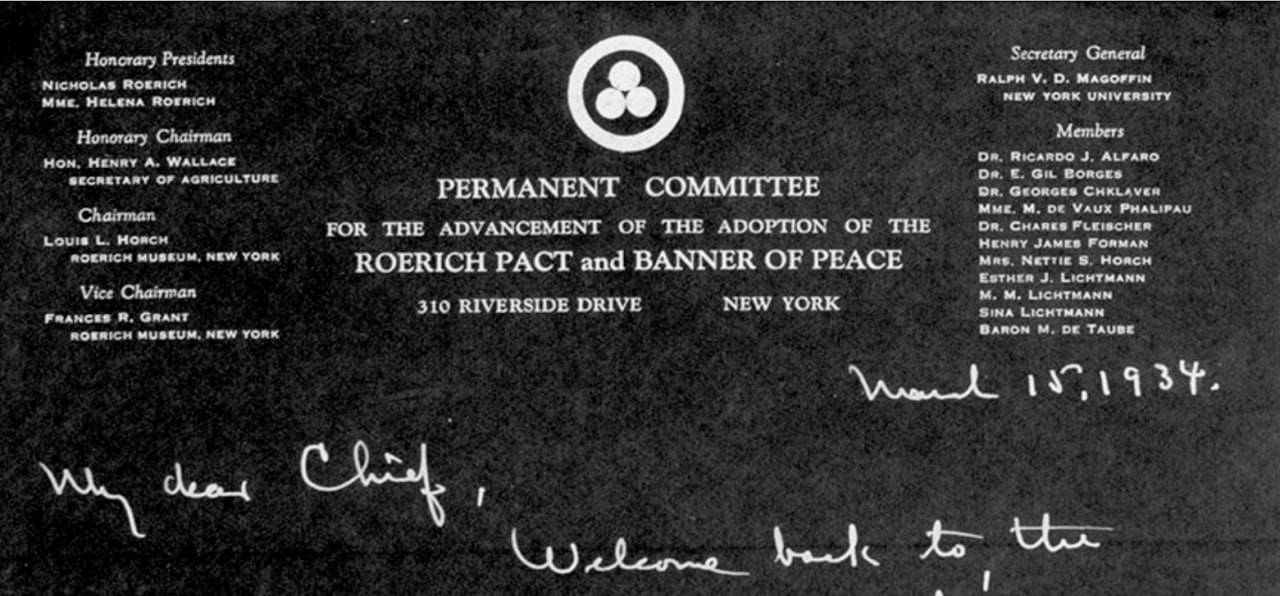 Honorary Presidents
NICHOLAS ROERICH
MME. HELENA ROERICH
Honorary Chairman
HON. HENRY A. WALLACE
SECRETARY OF AGRICULTURE
Chairman
LOUIS L. HORCH
ROERICH MUSEUM, NEW YORK
Vice Chairman
FRANCES R. GRANT
ROERICH MUSEUM, NEW YORK
PERMANENT COMMITTEE
FOR THE ADVANCEMENT OF THE ADOPTION OF THE
ROERICH PACT and BANNER OF PEACE
310 RIVERSIDE DRIVE NEW YORK
Secretary General
RALPH V. D. MAGOFFIN
NEW YORK UNIVERSITY
Members
DR. RICARDO J. ALFARO
DR. E. GIL BORGES
DR. GEORGES CHKLAVER
MME. M. DE VAUX PHALIPAU
DR. CHARES FLEISCHER
HENRY JAMES FORMAN
MRS. NETTIE S. HORCH
ESTHER J. LICHTMANN
M. M. LICHTMANN
SINA LICHTMANN
BARON M. DE TAUBE
March 15, 1934.
My dear Chief,
Welcome back to the